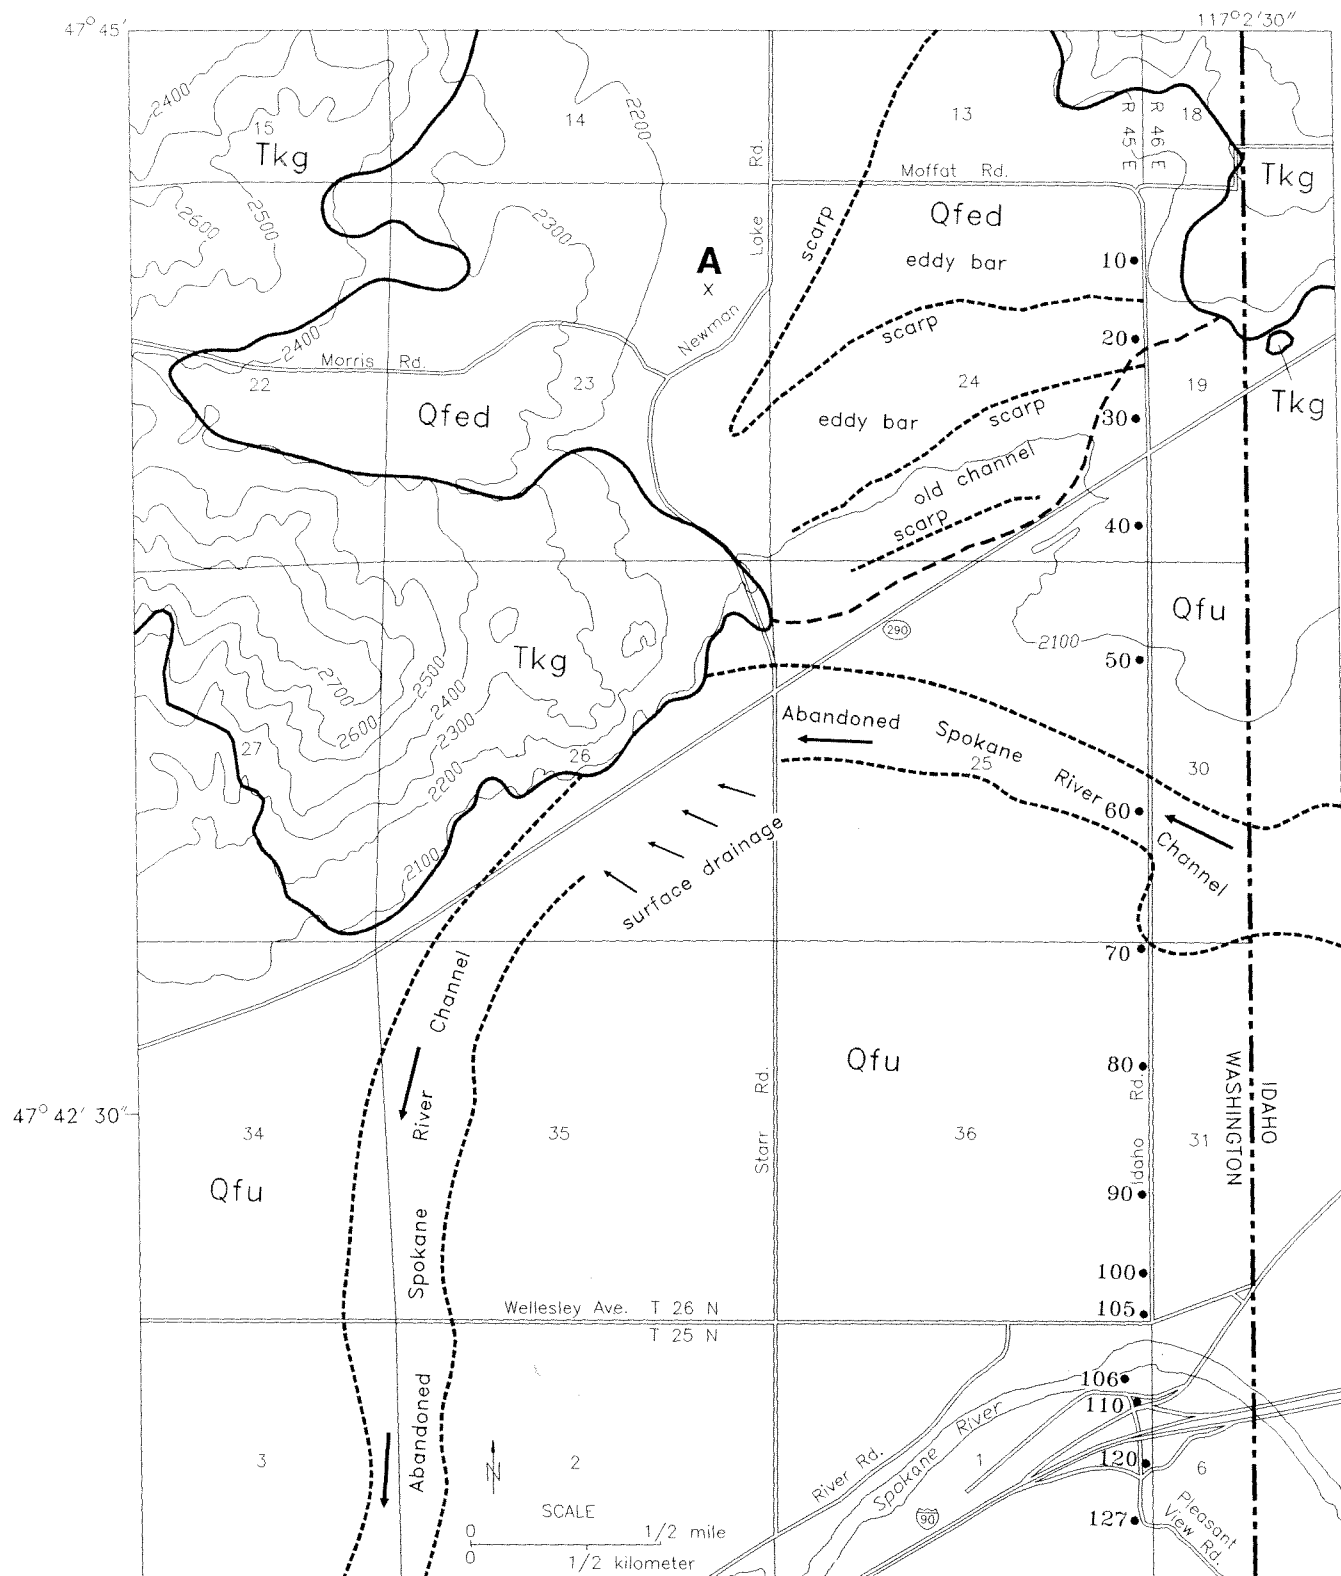 47° 45'
117° 2' 30"
2400
15
Tkg
14
2200
13
R 45 E
R 46 E
18
Tkg
2600
2500
2300
scarp
Lake Rd.
Moffat Rd.
Qfed
eddy bar
10
A
x
Newman
scarp
20
2400
Morris Rd.
22
23
24
19
Tkg
Qfed
eddy bar
scarp
30
old channel
scarp
40
Qfu
290
2100
50
Tkg
2700
2600
2500
2400
2300
2200
2100
27
26
Abandoned Spokane River Channel
25
30
60
surface drainage
70
Channel
River
Spokane
Abandoned
Qfu
80
Starr Rd.
Idaho Rd.
WASHINGTON
IDAHO
47° 42' 30"
34
35
36
31
Qfu
90
100
105
Wellesley Ave. T 26 N
T 25 N
106
110
120
127
3
2
1
6
N
SCALE
0 1/2 mile
0 1/2 kilometer
River Rd.
Spokane River
90
Pleasant View Rd.